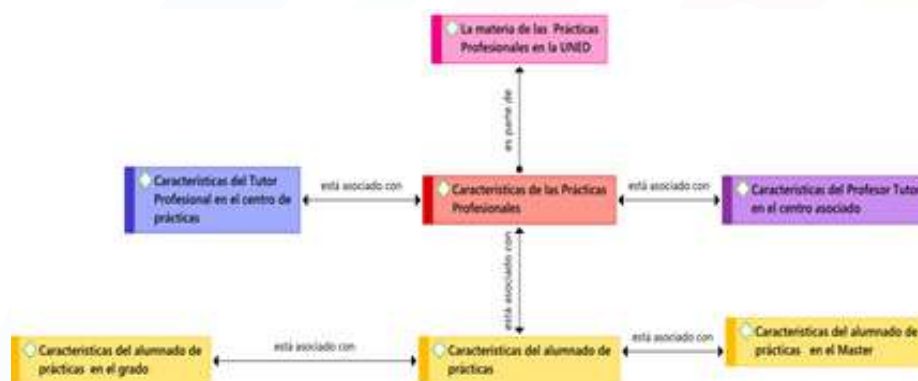 La materia de las Prácticas
Profesionales en la UNED
es parte de
Características del Tutor
Profesional en el centro de
prácticas
está asociado con
Características de las Prácticas
Profesionales
está asociado con
Características del Profesor Tutor
en el centro asociado
está asociado con
Características del alumnado de
prácticas en el grado
está asociado con
Características del alumnado de
prácticas
está asociado con
Características del alumnado de
prácticas en el Master